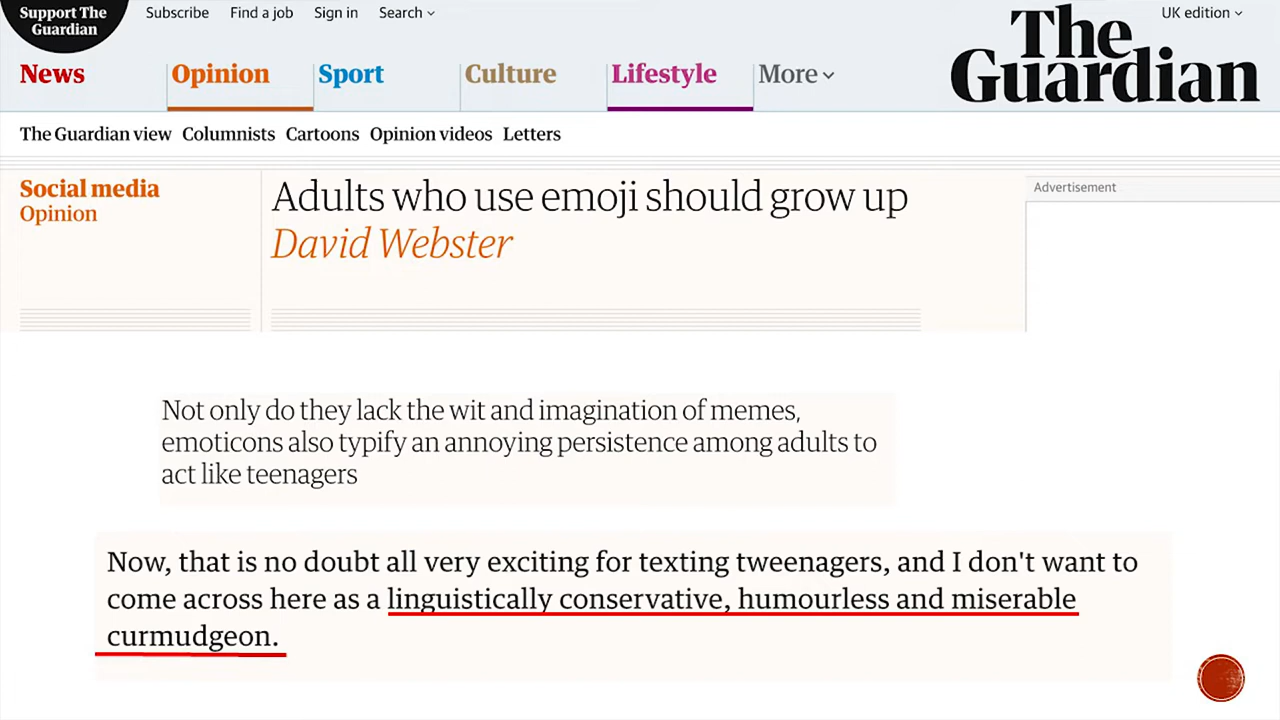 Support The
Guardian
Subscribe Find a job Sign in Search
UK edition
The
Guardian
News Opinion Sport Culture Lifestyle More
The Guardian view Columnists Cartoons Opinion videos Letters
Social media
Opinion
Adults who use emoji should grow up
David Webster
Advertisement
Not only do they lack the wit and imagination of memes,
emoticons also typify an annoying persistence among adults to
act like teenagers
Now, that is no doubt all very exciting for texting tweenagers, and I don't want to
come across here as a linguistically conservative, humourless and miserable
curmudgeon.